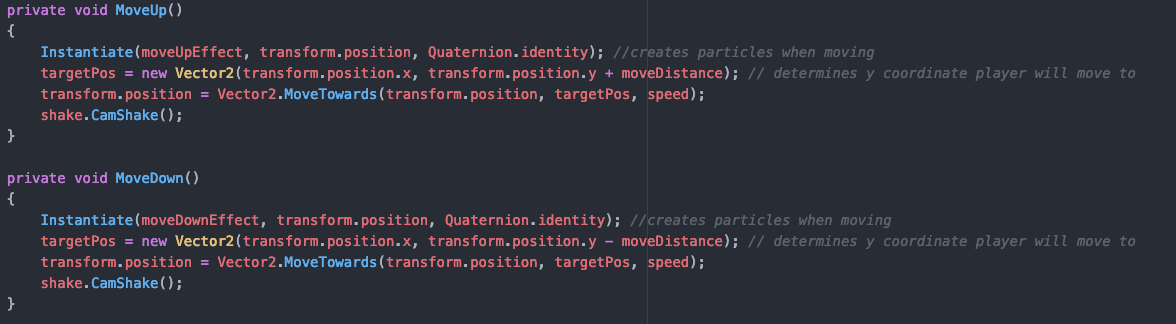 private void MoveUp()
{
    Instantiate(moveUpEffect, transform.position, Quaternion.identity); //creates particles when moving
    targetPos = new Vector2(transform.position.x, transform.position.y + moveDistance); // determines y coordinate player will move to
    transform.position = Vector2.MoveTowards(transform.position, targetPos, speed);
    shake.CamShake();
}

private void MoveDown()
{
    Instantiate(moveDownEffect, transform.position, Quaternion.identity); //creates particles when moving
    targetPos = new Vector2(transform.position.x, transform.position.y - moveDistance); // determines y coordinate player will move to
    transform.position = Vector2.MoveTowards(transform.position, targetPos, speed);
    shake.CamShake();
}